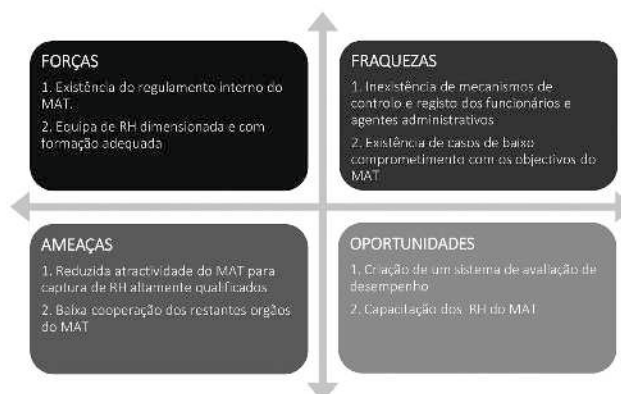 FORÇAS
1. Existência do regulamento interno do
MAT.
2. Equipa de RH dimensionada e com
formação adequada
FRAQUEZAS
1. Inexistência de mecanismos de
controlo e registo dos funcionários e
agentes administrativos
2. Existência de casos de baixo
comprometimento com os objectivos do
MAT
AMEAÇAS
1. Reduzida atractividade do MAT para
captura de RH altamente qualificados
2. Baixa cooperação dos restantes orgãos
do MAT
OPORTUNIDADES
1. Criação de um sistema de avaliação de
desempenho
2. Capacitação dos RH do MAT